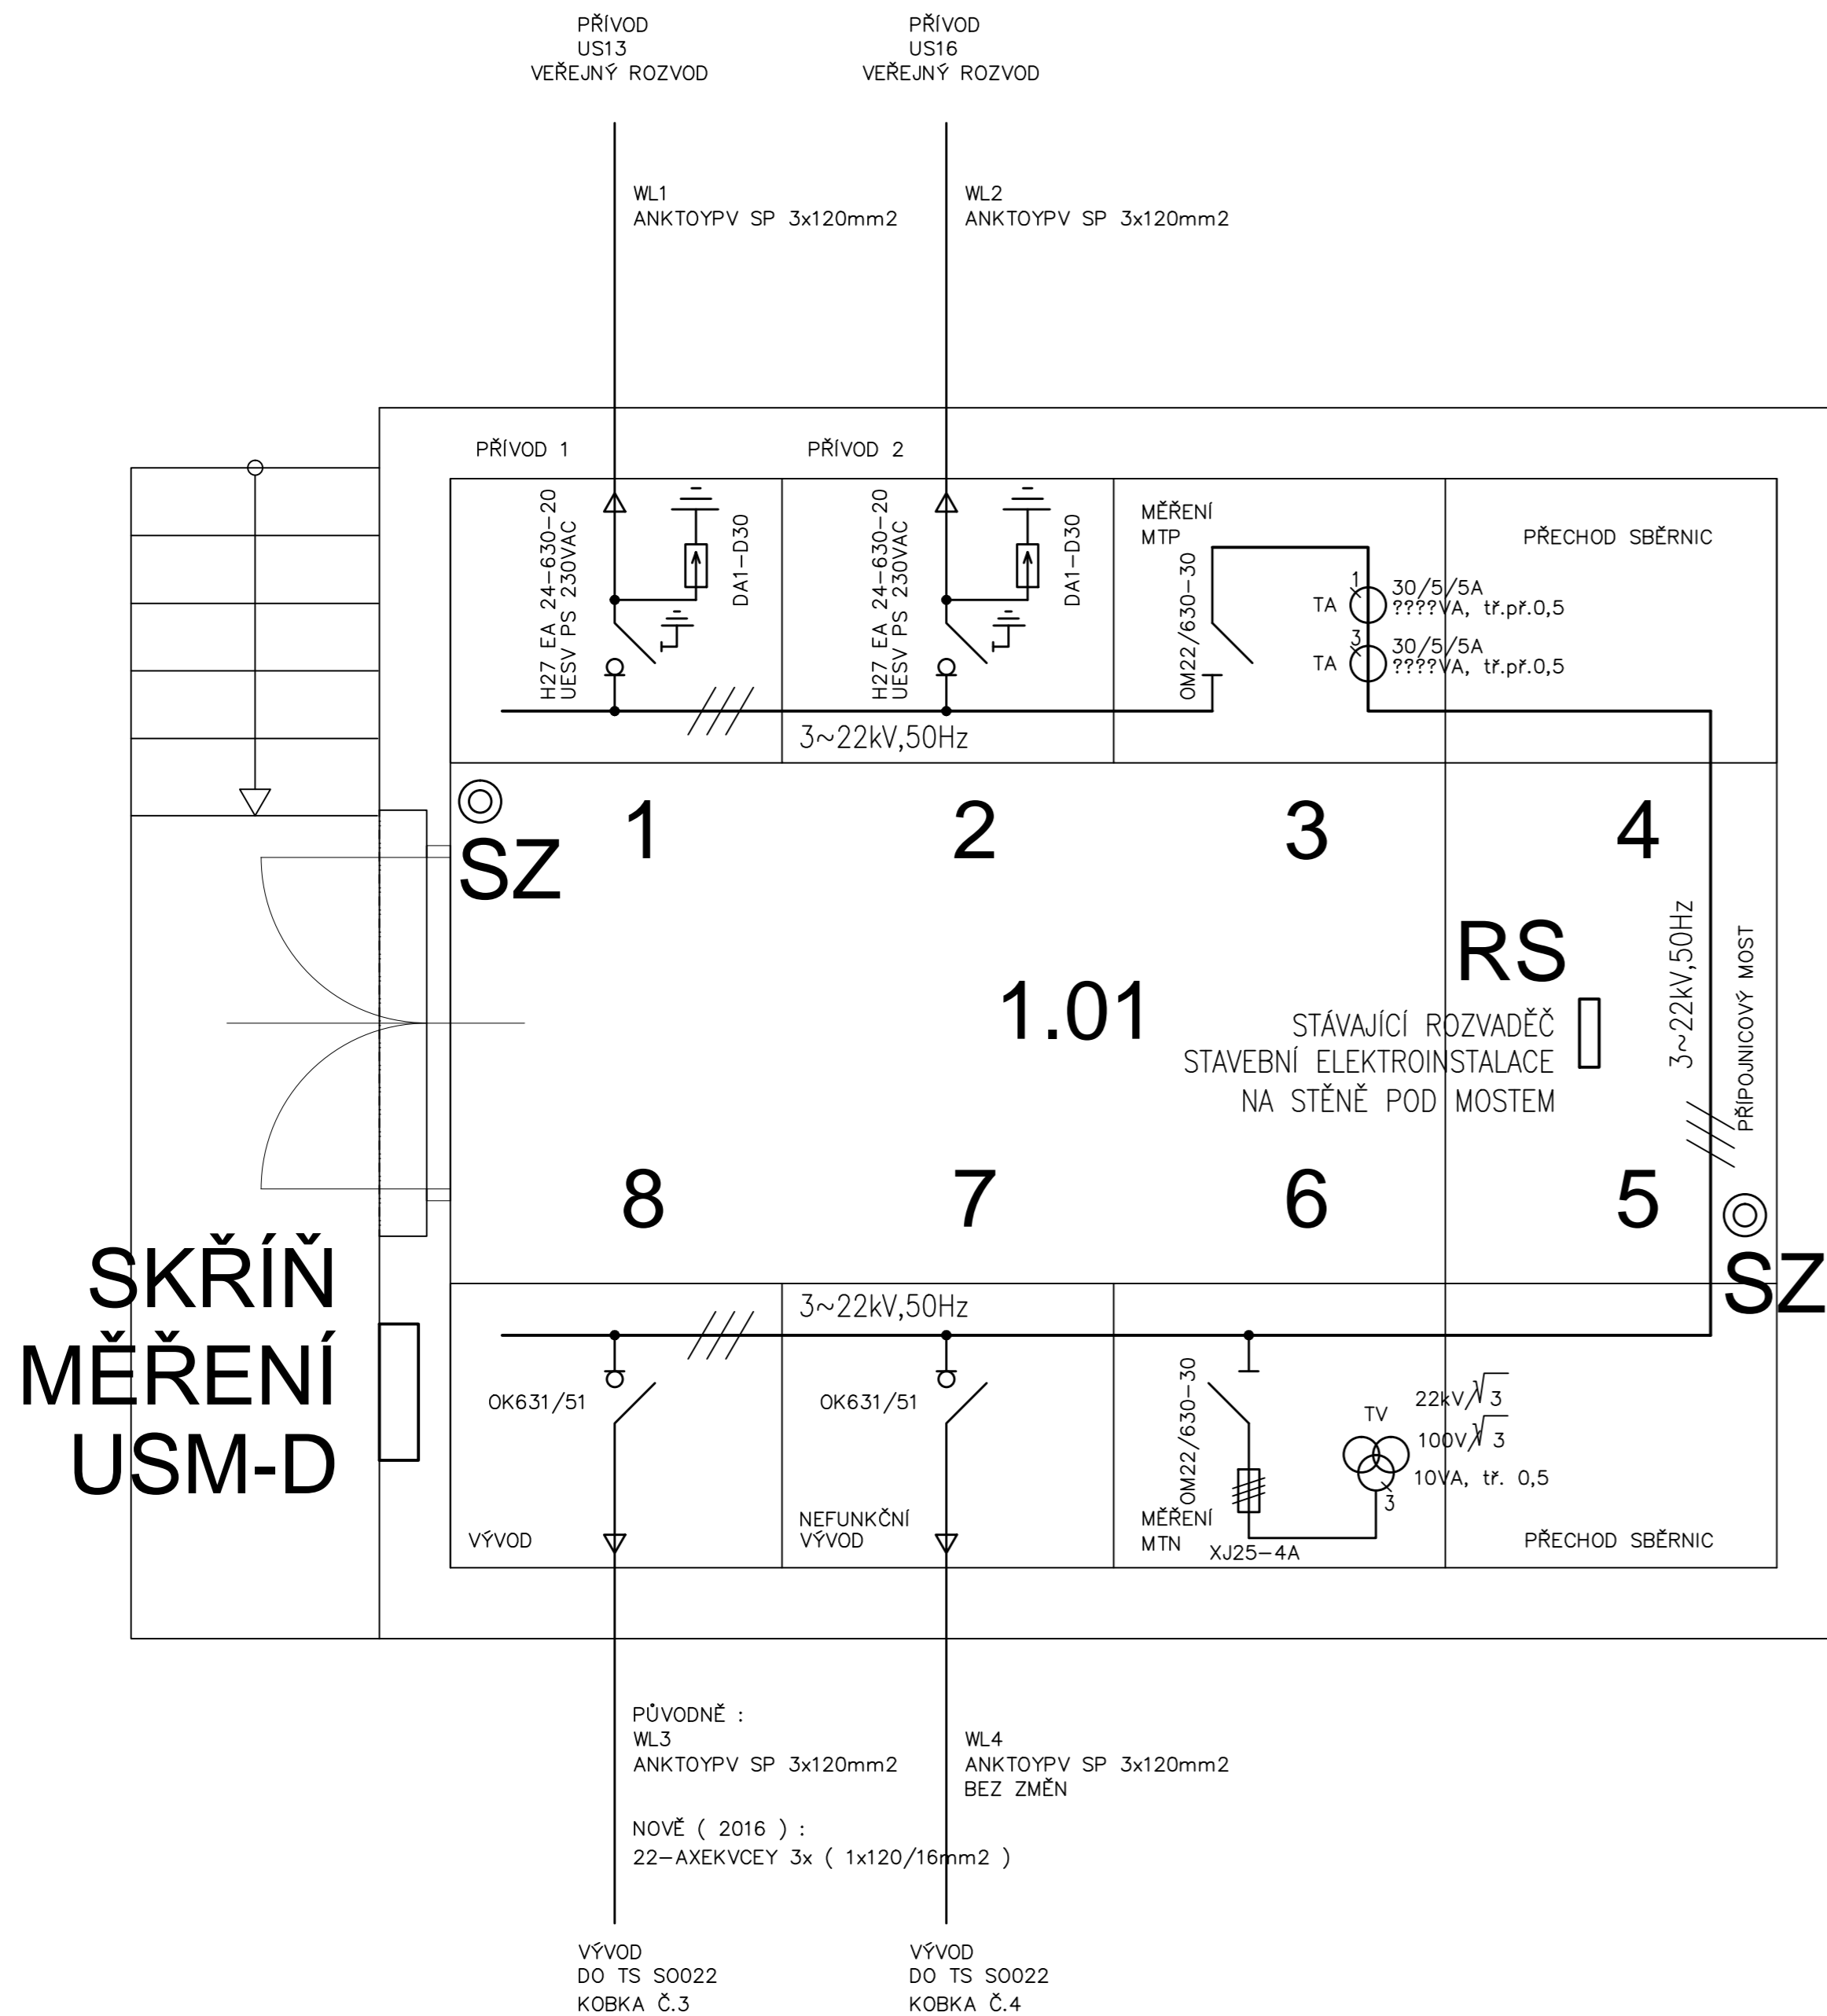 PŘÍVOD
US13
VEŘEJNÝ ROZVOD
PŘÍVOD
US16
VEŘEJNÝ ROZVOD
WL1
ANKTOYPV SP 3x120mm2
WL2
ANKTOYPV SP 3x120mm2
PŘÍVOD 1
PŘÍVOD 2
H27 EA 24-630-20
UESV PS 230VAC
DA1-D30
H27 EA 24-630-20
UESV PS 230VAC
DA1-D30
MĚŘENÍ
MTP
OM22/630-30
1
TA
30/5/5A
????VA, tř.př.0,5
3
TA
30/5/5A
????VA, tř.př.0,5
PŘECHOD SBĚRNIC
3~22kV,50Hz
1
2
3
4
SZ
RS
1.01
STÁVAJÍCÍ ROZVADĚČ
STAVEBNÍ ELEKTROINSTALACE
NA STĚNĚ POD MOSTEM
3~22kV,50Hz
PŘÍPOJNICOVÝ MOST
8
7
6
5
SZ
SKŘÍŇ
MĚŘENÍ
USM-D
3~22kV,50Hz
OK631/51
VÝVOD
OK631/51
NEFUNKČNÍ
VÝVOD
OM22/630-30
MĚŘENÍ
MTN
XJ25-4A
TV
3
22kV/√3
100V/√3
10VA, tř. 0,5
PŘECHOD SBĚRNIC
PŮVODNĚ :
WL3
ANKTOYPV SP 3x120mm2
NOVĚ ( 2016 ) :
22-AXEKVCEY 3x ( 1x120/16mm2 )
WL4
ANKTOYPV SP 3x120mm2
BEZ ZMĚN
VÝVOD
DO TS SO022
KOBKA Č.3
VÝVOD
DO TS SO022
KOBKA Č.4